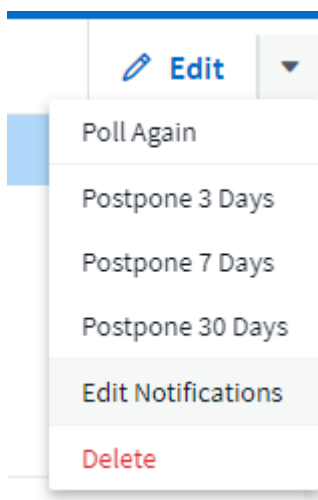 Edit
Poll Again
Postpone 3 Days
Postpone 7 Days
Postpone 30 Days
Edit Notifications
Delete